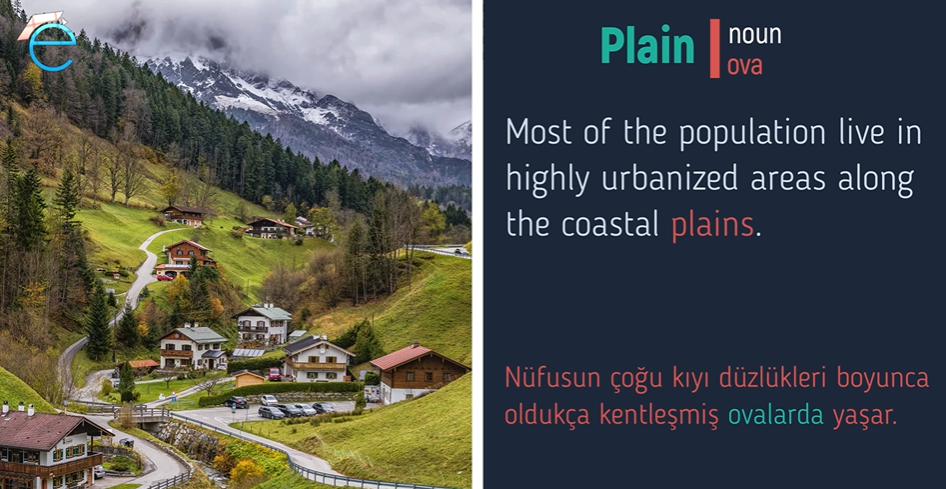 e
Plain
noun
ova
Most of the population live in
highly urbanized areas along
the coastal plains.
Nüfusun çoğu kıyı düzlükleri boyunca
oldukça kentleşmiş ovalarda yaşar.